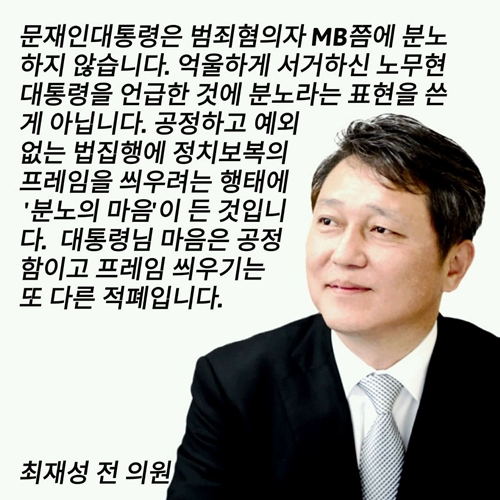 문재인대통령은 범죄혐의자 MB쯤에 분노
하지 않습니다. 억울하게 서거하신 노무현
대통령을 언급한 것에 분노라는 표현을 쓴
게 아닙니다. 공정하고 예외
없는 법집행에 정치보복의
프레임을 씌우려는 행태에
'분노의 마음'이 든 것입니
다. 대통령님 마음은 공정
함이고 프레임 씌우기는
또 다른 적폐입니다.
최재성 전 의원